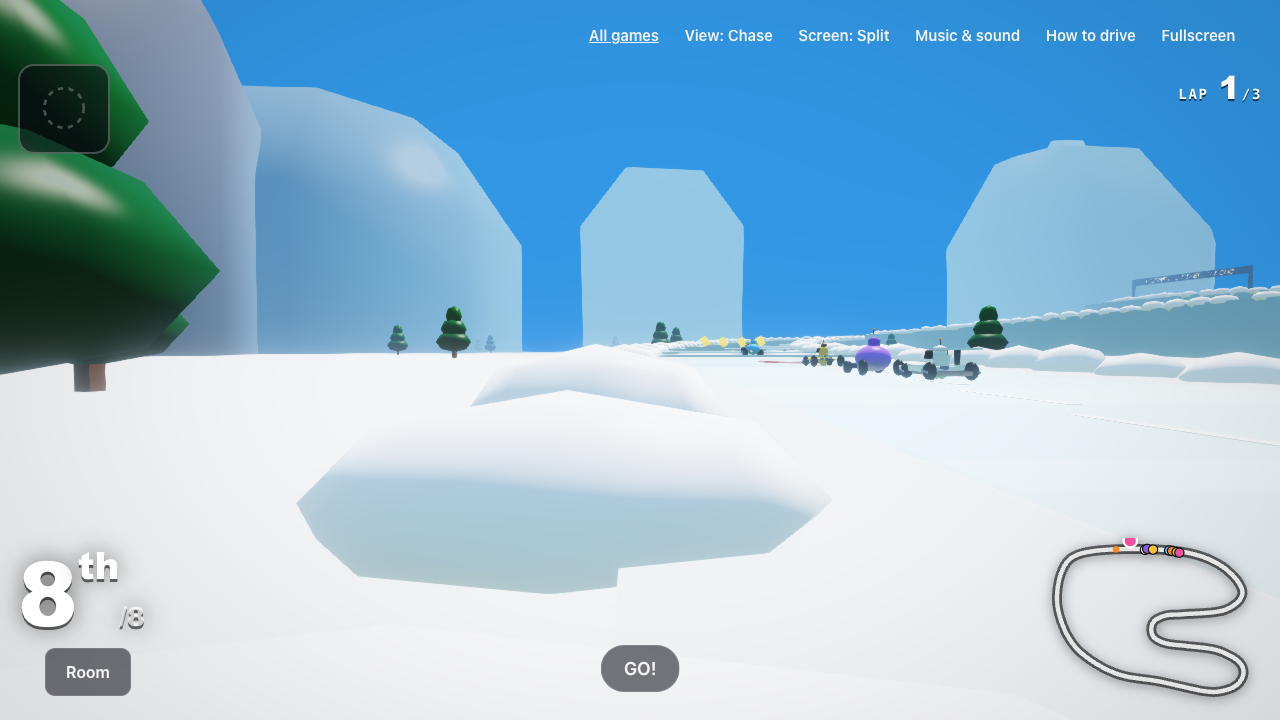 All games View: Chase Screen: Split Music & sound How to drive Fullscreen
LAP 1/3
8th /8
Room
GO!